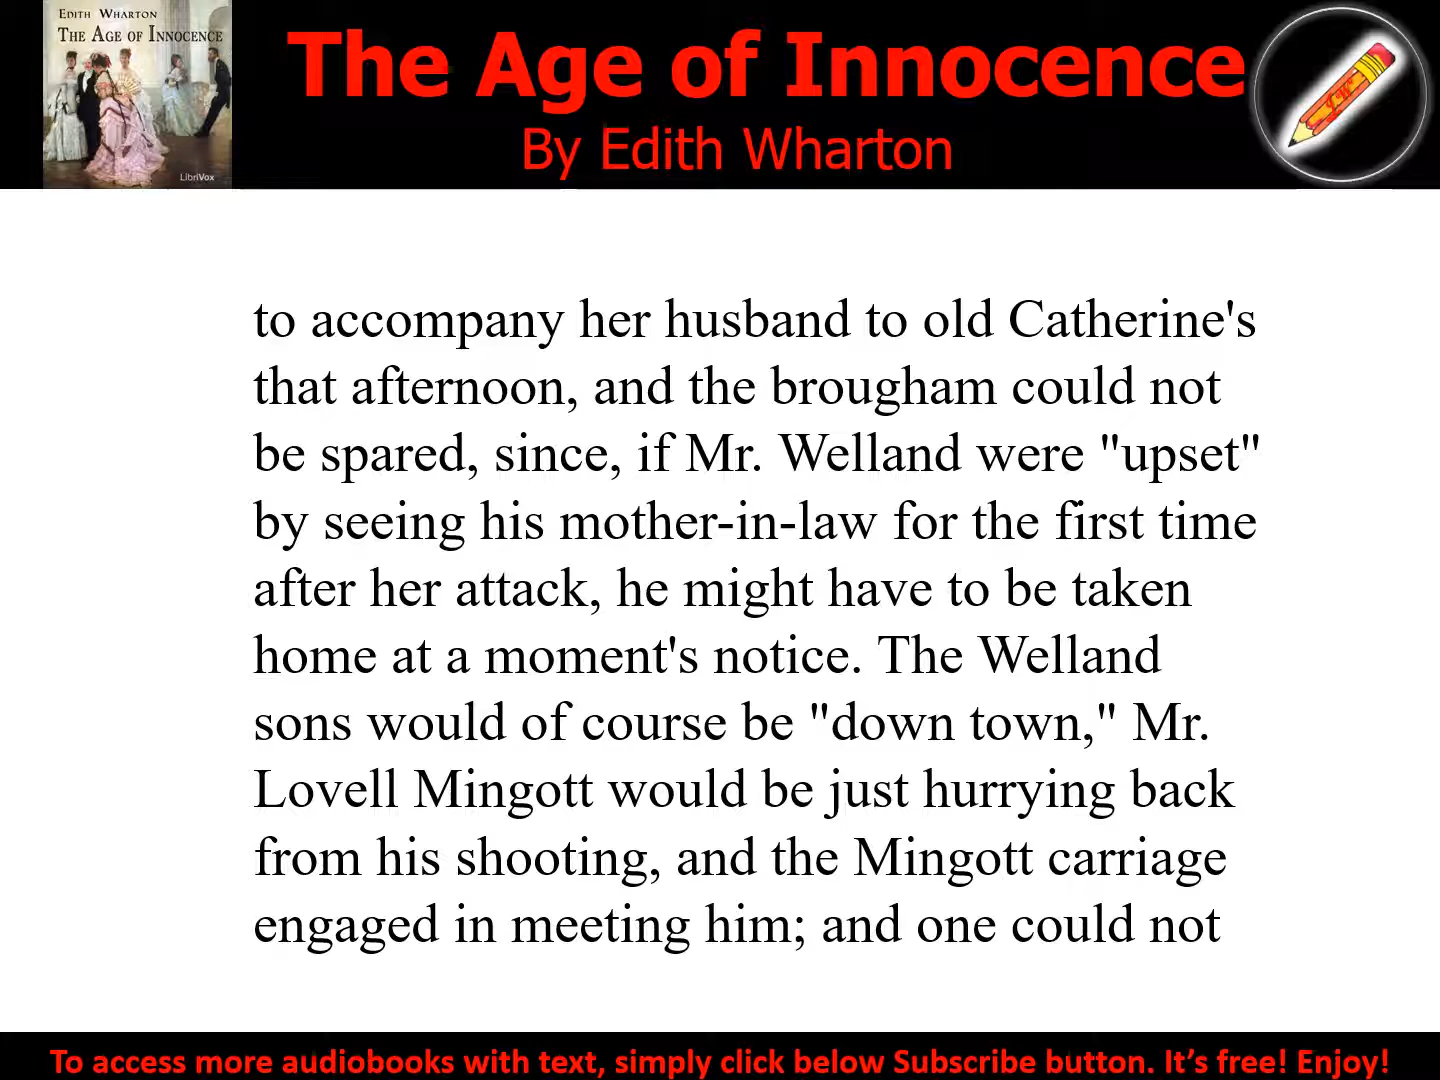 EDITH WHARTON
THE AGE OF INNOCENCE
LibriVox
The Age of Innocence
By Edith Wharton
to accompany her husband to old Catherine's
that afternoon, and the brougham could not
be spared, since, if Mr. Welland were "upset"
by seeing his mother-in-law for the first time
after her attack, he might have to be taken
home at a moment's notice. The Welland
sons would of course be "down town," Mr.
Lovell Mingott would be just hurrying back
from his shooting, and the Mingott carriage
engaged in meeting him; and one could not
To access more audiobooks with text, simply click below Subscribe button. It’s free! Enjoy!